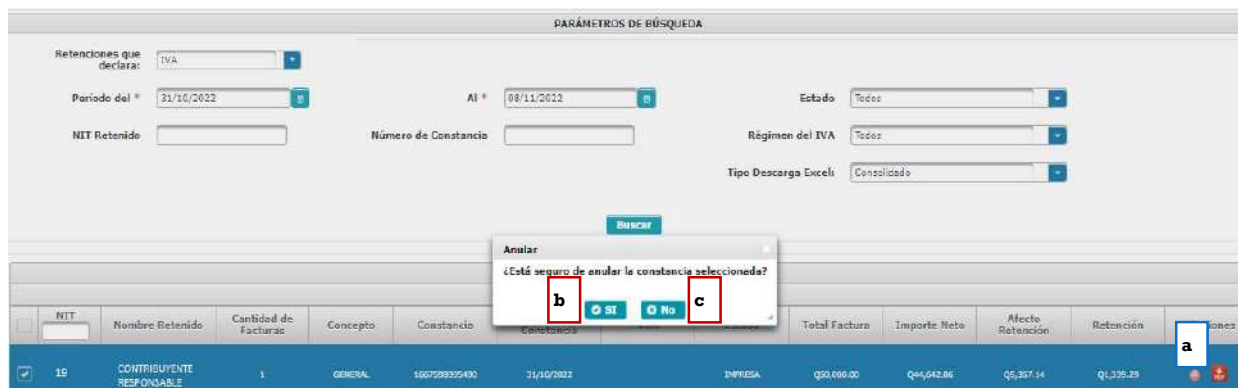 PARÁMETROS DE BÚSQUEDA
Retenciones que declara:
IVA
Período del *
31/10/2022
Al *
08/11/2022
Estado
Todos
NIT Retenido
Número de Constancia
Régimen del IVA
Todos
Tipo Descarga Excel:
Consolidado
Buscar
Anular
¿Está seguro de anular la constancia seleccionada?
b
SI
No
c
NIT
Nombre Retenido
Cantidad de Facturas
Concepto
Constancia
Constancia
Total Factura
Importe Neto
Afecto Retención
Retención
a
19
CONTRIBUYENTE RESPONSABLE
1
GENERAL
31/10/2022
IMPRESA
Q50,000.00
Q5,357.14